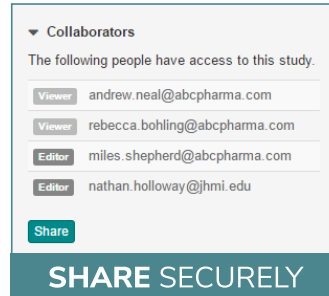 Collaborators
The following people have access to this study.
Viewer andrew.neal@abcpharma.com
Viewer rebecca.bohling@abcpharma.com
Editor miles.shepherd@abcpharma.com
Editor nathan.holloway@jhmi.edu
Share
SHARE SECURELY